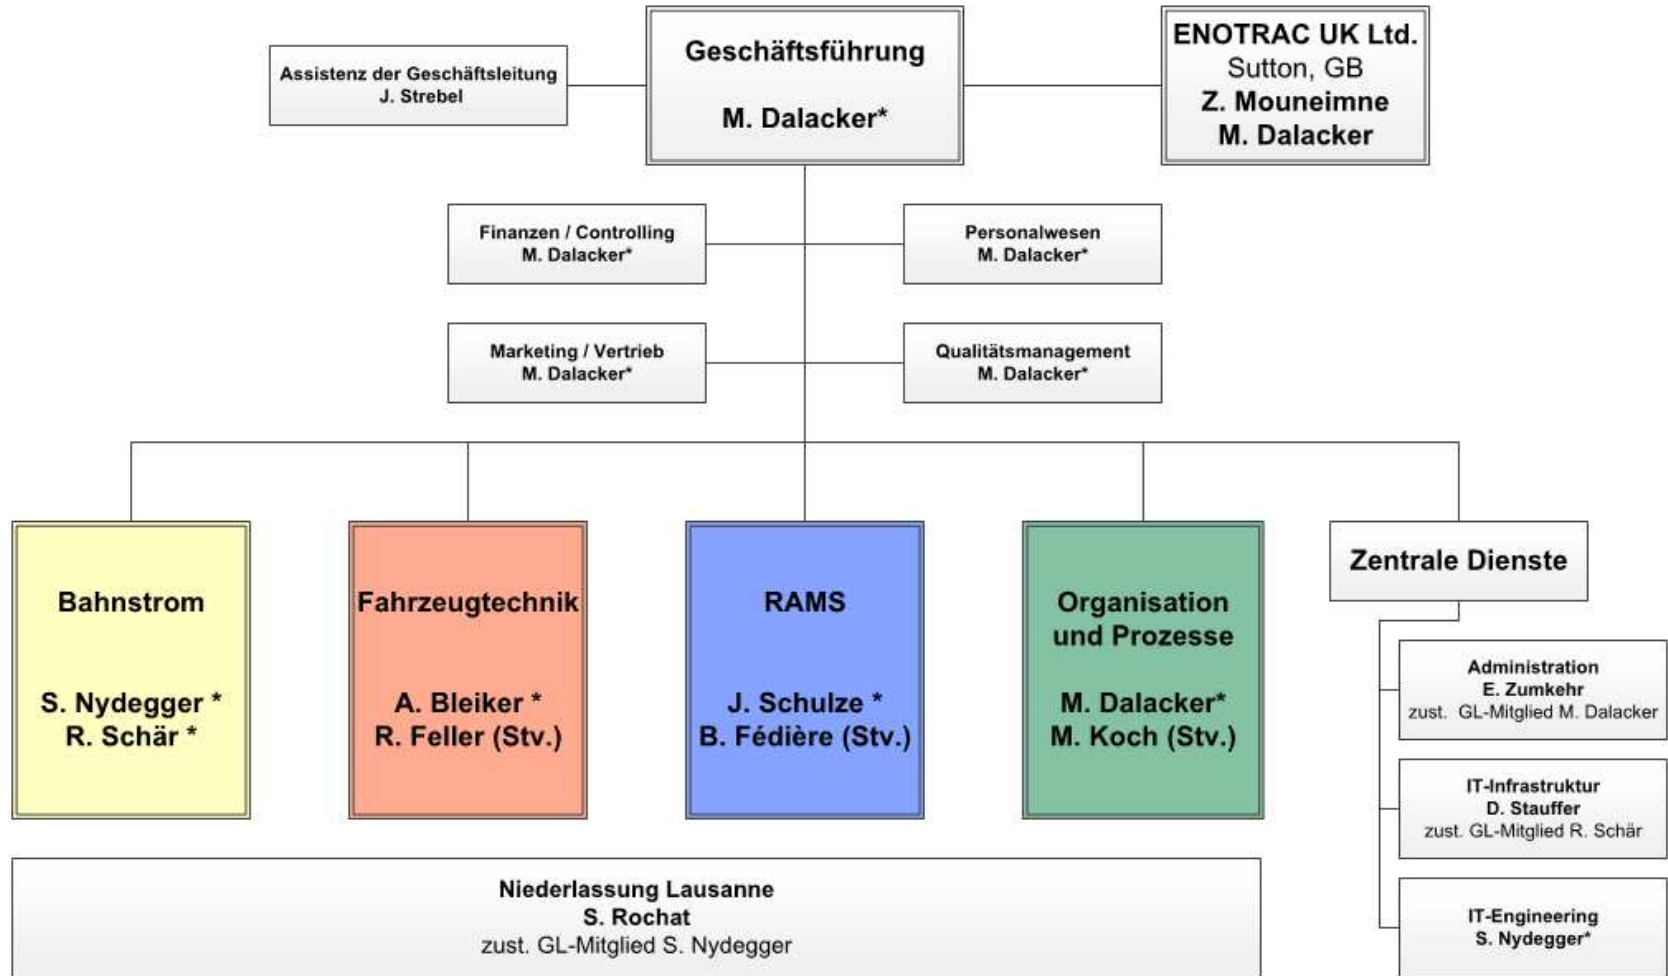 Assistenz der Geschäftsleitung
J. Strebel
Geschäftsführung
M. Dalacker*
ENOTRAC UK Ltd.
Sutton, GB
Z. Mouneimne
M. Dalacker
Finanzen / Controlling
M. Dalacker*
Personalwesen
M. Dalacker*
Marketing / Vertrieb
M. Dalacker*
Qualitätsmanagement
M. Dalacker*
Bahnstrom
S. Nydegger *
R. Schär *
Fahrzeugtechnik
A. Bleiker *
R. Feller (Stv.)
RAMS
J. Schulze *
B. Fédière (Stv.)
Organisation
und Prozesse
M. Dalacker*
M. Koch (Stv.)
Zentrale Dienste
Administration
E. Zumkehr
zust. GL-Mitglied M. Dalacker
IT-Infrastruktur
D. Stauffer
zust. GL-Mitglied R. Schär
IT-Engineering
S. Nydegger*
Niederlassung Lausanne
S. Rochat
zust. GL-Mitglied S. Nydegger